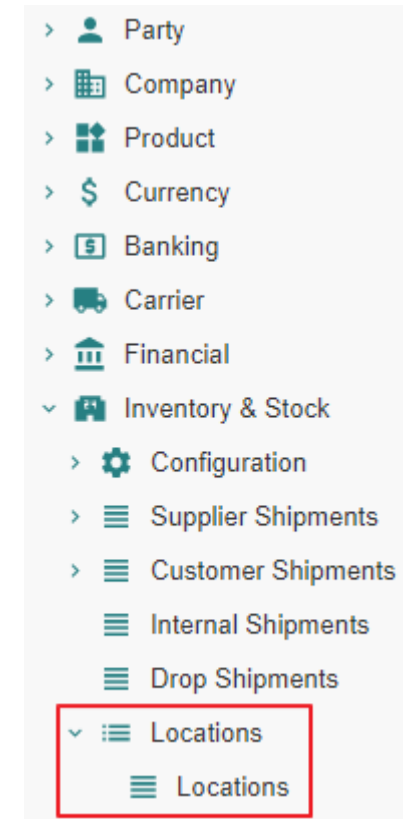 Party
Company
Product
Currency
Banking
Carrier
Financial
Inventory & Stock
Configuration
Supplier Shipments
Customer Shipments
Internal Shipments
Drop Shipments
Locations
Locations